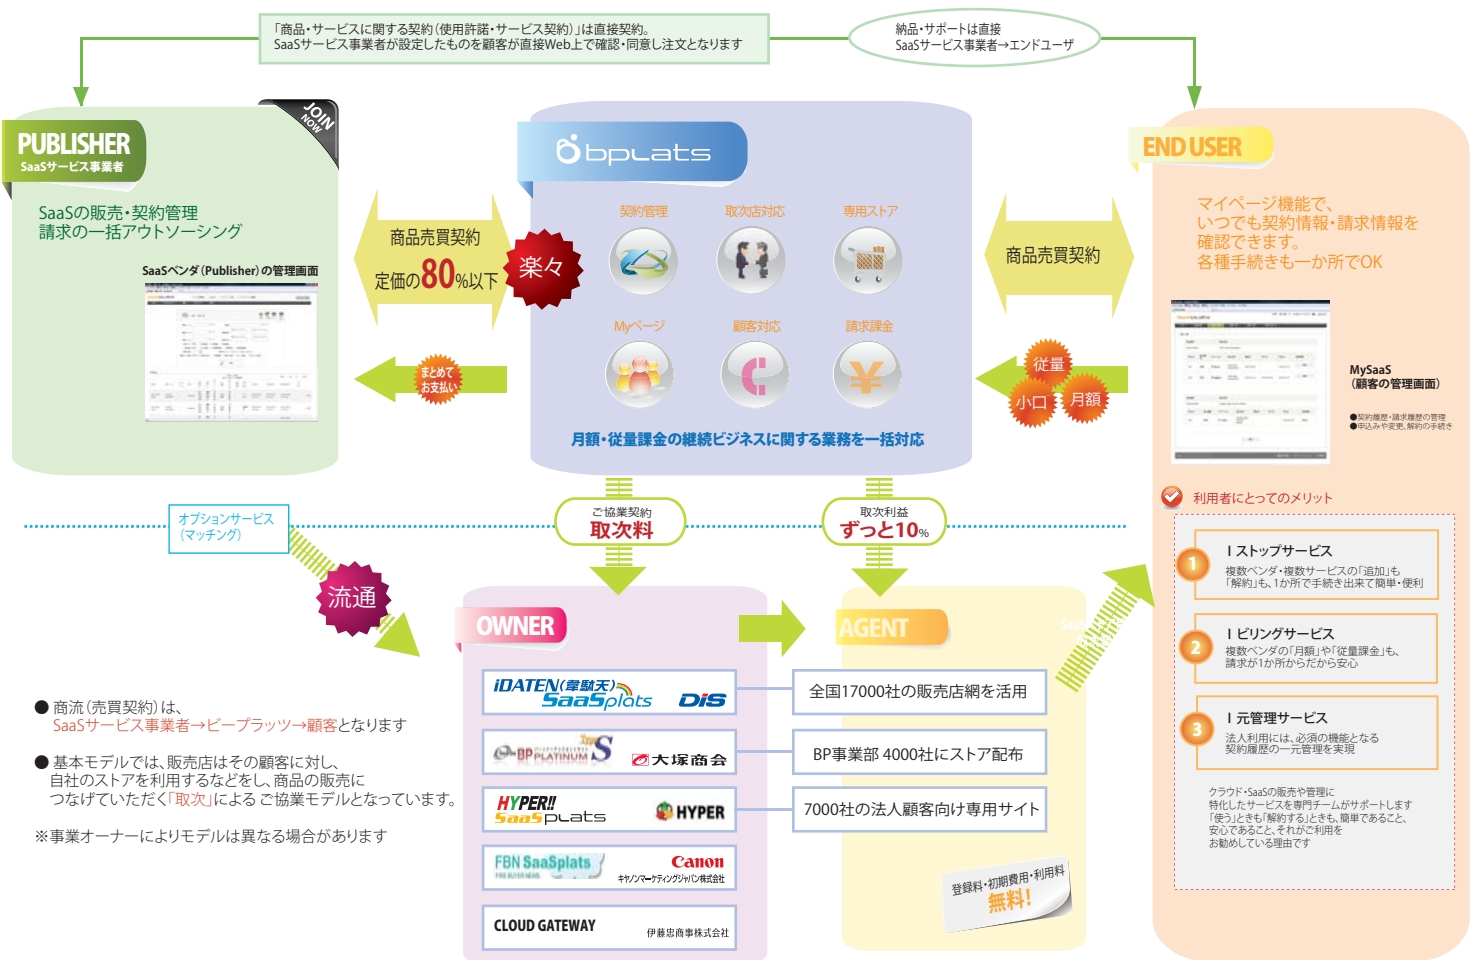 「商品・サービスに関する契約(使用許諾・サービス契約)」は直接契約。
SaaSサービス事業者が設定したものを顧客が直接Web上で確認・同意し注文となります
納品・サポートは直接
SaaSサービス事業者→エンドユーザ
JOIN
NOW
PUBLISHER
SaaSサービス事業者
SaaSの販売・契約管理
請求の一括アウトソーシング
SaaSベンダ(Publisher)の管理画面
商品売買契約
定価の80%以下
楽々
まとめて
お支払い
bplats
契約管理
取次店対応
専用ストア
Myページ
顧客対応
請求課金
月額・従量課金の継続ビジネスに関する業務を一括対応
商品売買契約
従量
小口
月額
END USER
マイページ機能で、
いつでも契約情報・請求情報を
確認できます。
各種手続きも一か所でOK
MySaaS
(顧客の管理画面)
●契約履歴・請求履歴の管理
●申込みや変更、解約の手続き
利用者にとってのメリット
1
I ストップサービス
複数ベンダ・複数サービスの「追加」も
「解約」も、1か所で手続き出来て簡単・便利
2
I ビリングサービス
複数ベンダの「月額」や「従量課金」も、
請求が1か所からだから安心
3
I 元管理サービス
法人利用には、必須の機能となる
契約履歴の一元管理を実現
クラウド・SaaSの販売や管理に
特化したサービスを専門チームがサポートします
「使う」ときも「解約する」ときも、簡単であること、
安心であること、それがご利用を
お勧めしている理由です
オプションサービス
(マッチング)
流通
ご協業契約
取次料
取次利益
ずっと10%
OWNER
AGENT
iDATEN(韋駄天)
SaaSplats
DiS
全国17000社の販売店網を活用
BP PLATINUM
S
大塚商会
BP事業部 4000社にストア配布
HYPER!!
SaaSplats
HYPER
7000社の法人顧客向け専用サイト
FBN SaaSplats
Canon
キヤノンマーケティングジャパン株式会社
CLOUD GATEWAY
伊藤忠商事株式会社
登録料・初期費用・利用料
無料!
● 商流(売買契約)は、
SaaSサービス事業者→ビープラッツ→顧客となります
● 基本モデルでは、販売店はその顧客に対し、
自社のストアを利用するなどをし、商品の販売に
つなげていただく「取次」による ご協業モデルとなっています。
※事業オーナーによりモデルは異なる場合があります